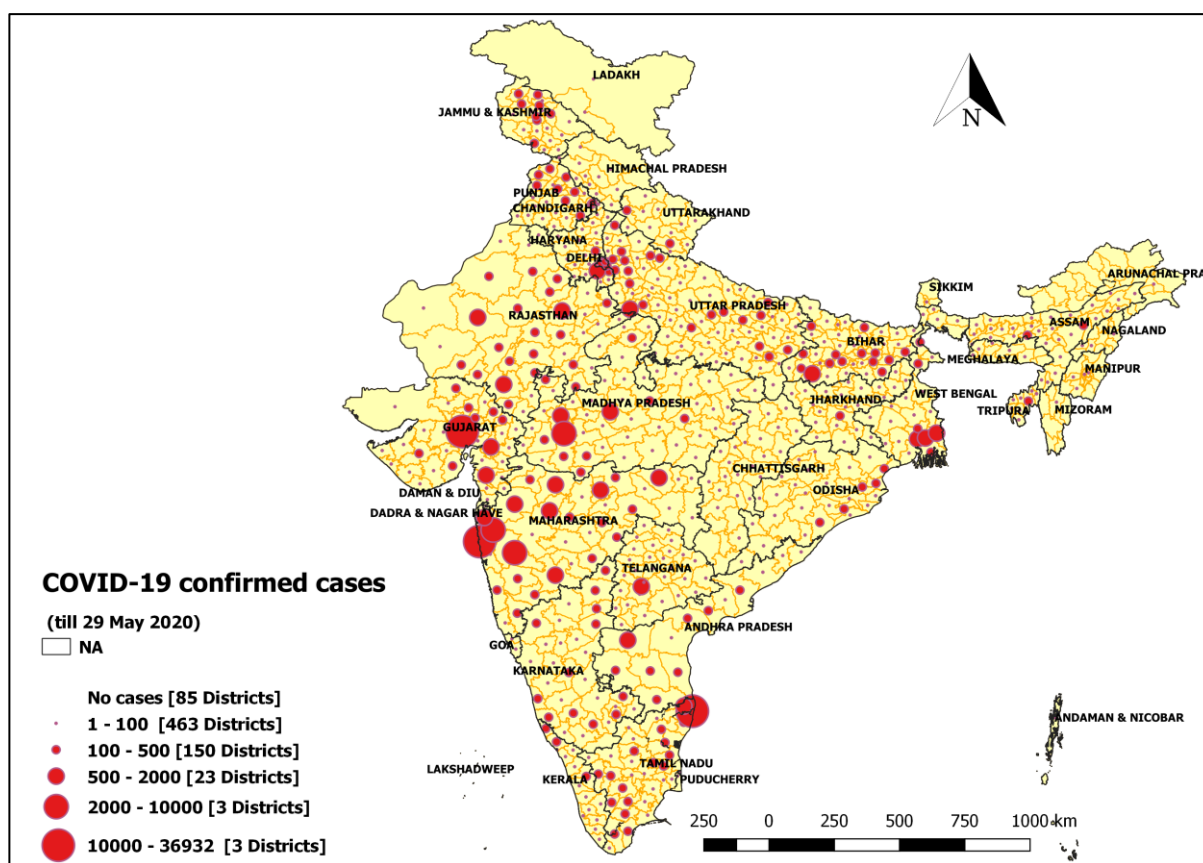 LADAKH
JAMMU & KASHMIR
N
HIMACHAL PRADESH
PUNJAB
CHANDIGARH
UTTARAKHAND
HARYANA
DELHI
ARUNACHAL PRA
SIKKIM
UTTAR PRADESH
RAJASTHAN
ASSAM
NAGALAND
BIHAR
MEGHALAYA
MANIPUR
MADHYA PRADESH
JHARKHAND
WEST BENGAL
TRIPURA
MIZORAM
GUJARAT
CHHATTISGARH
ODISHA
DAMAN & DIU
DADRA & NAGAR HAVE
MAHARASHTRA
TELANGANA
COVID-19 confirmed cases
(till 29 May 2020)
NA
ANDHRA PRADESH
GOA
KARNATAKA
No cases [85 Districts]
1 - 100 [463 Districts]
100 - 500 [150 Districts]
500 - 2000 [23 Districts]
2000 - 10000 [3 Districts]
10000 - 36932 [3 Districts]
ANDAMAN & NICOBAR
TAMIL NADU
LAKSHADWEEP
KERALA
PUDUCHERRY
250 0 250 500 750 1000 km